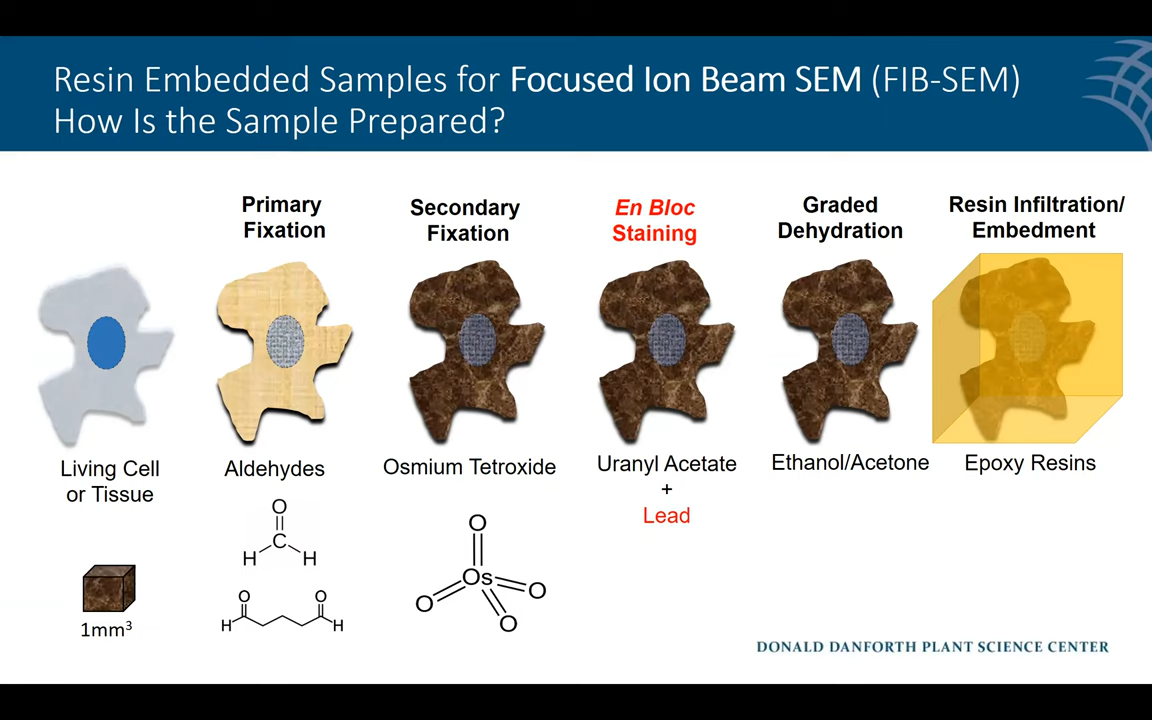 Resin Embedded Samples for Focused Ion Beam SEM (FIB-SEM)
How Is the Sample Prepared?
Primary
Fixation
Secondary
Fixation
En Bloc
Staining
Graded
Dehydration
Resin Infiltration/
Embedment
Living Cell
or Tissue
Aldehydes
Osmium Tetroxide
Uranyl Acetate
+
Lead
Ethanol/Acetone
Epoxy Resins
O
C
H H
O O
H H
O
Os
O
O
O
1mm³
DONALD DANFORTH PLANT SCIENCE CENTER